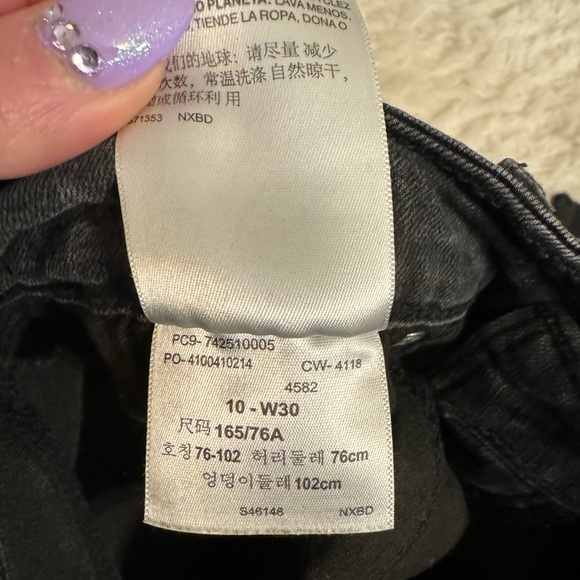 O PLANETA: LAVA MENOS,
TIENDE LA ROPA, DONA O
我们的地球: 请尽量 减少
次数, 常温洗涤 自然晾干,
或循环利 用
S71353 NXBD
PC9- 742510005
PO- 4100410214 CW- 4118
4582
10 - W30
尺码 165/76A
호칭 76-102 허리둘레 76cm
엉덩이둘레 102cm
S46146 NXBD